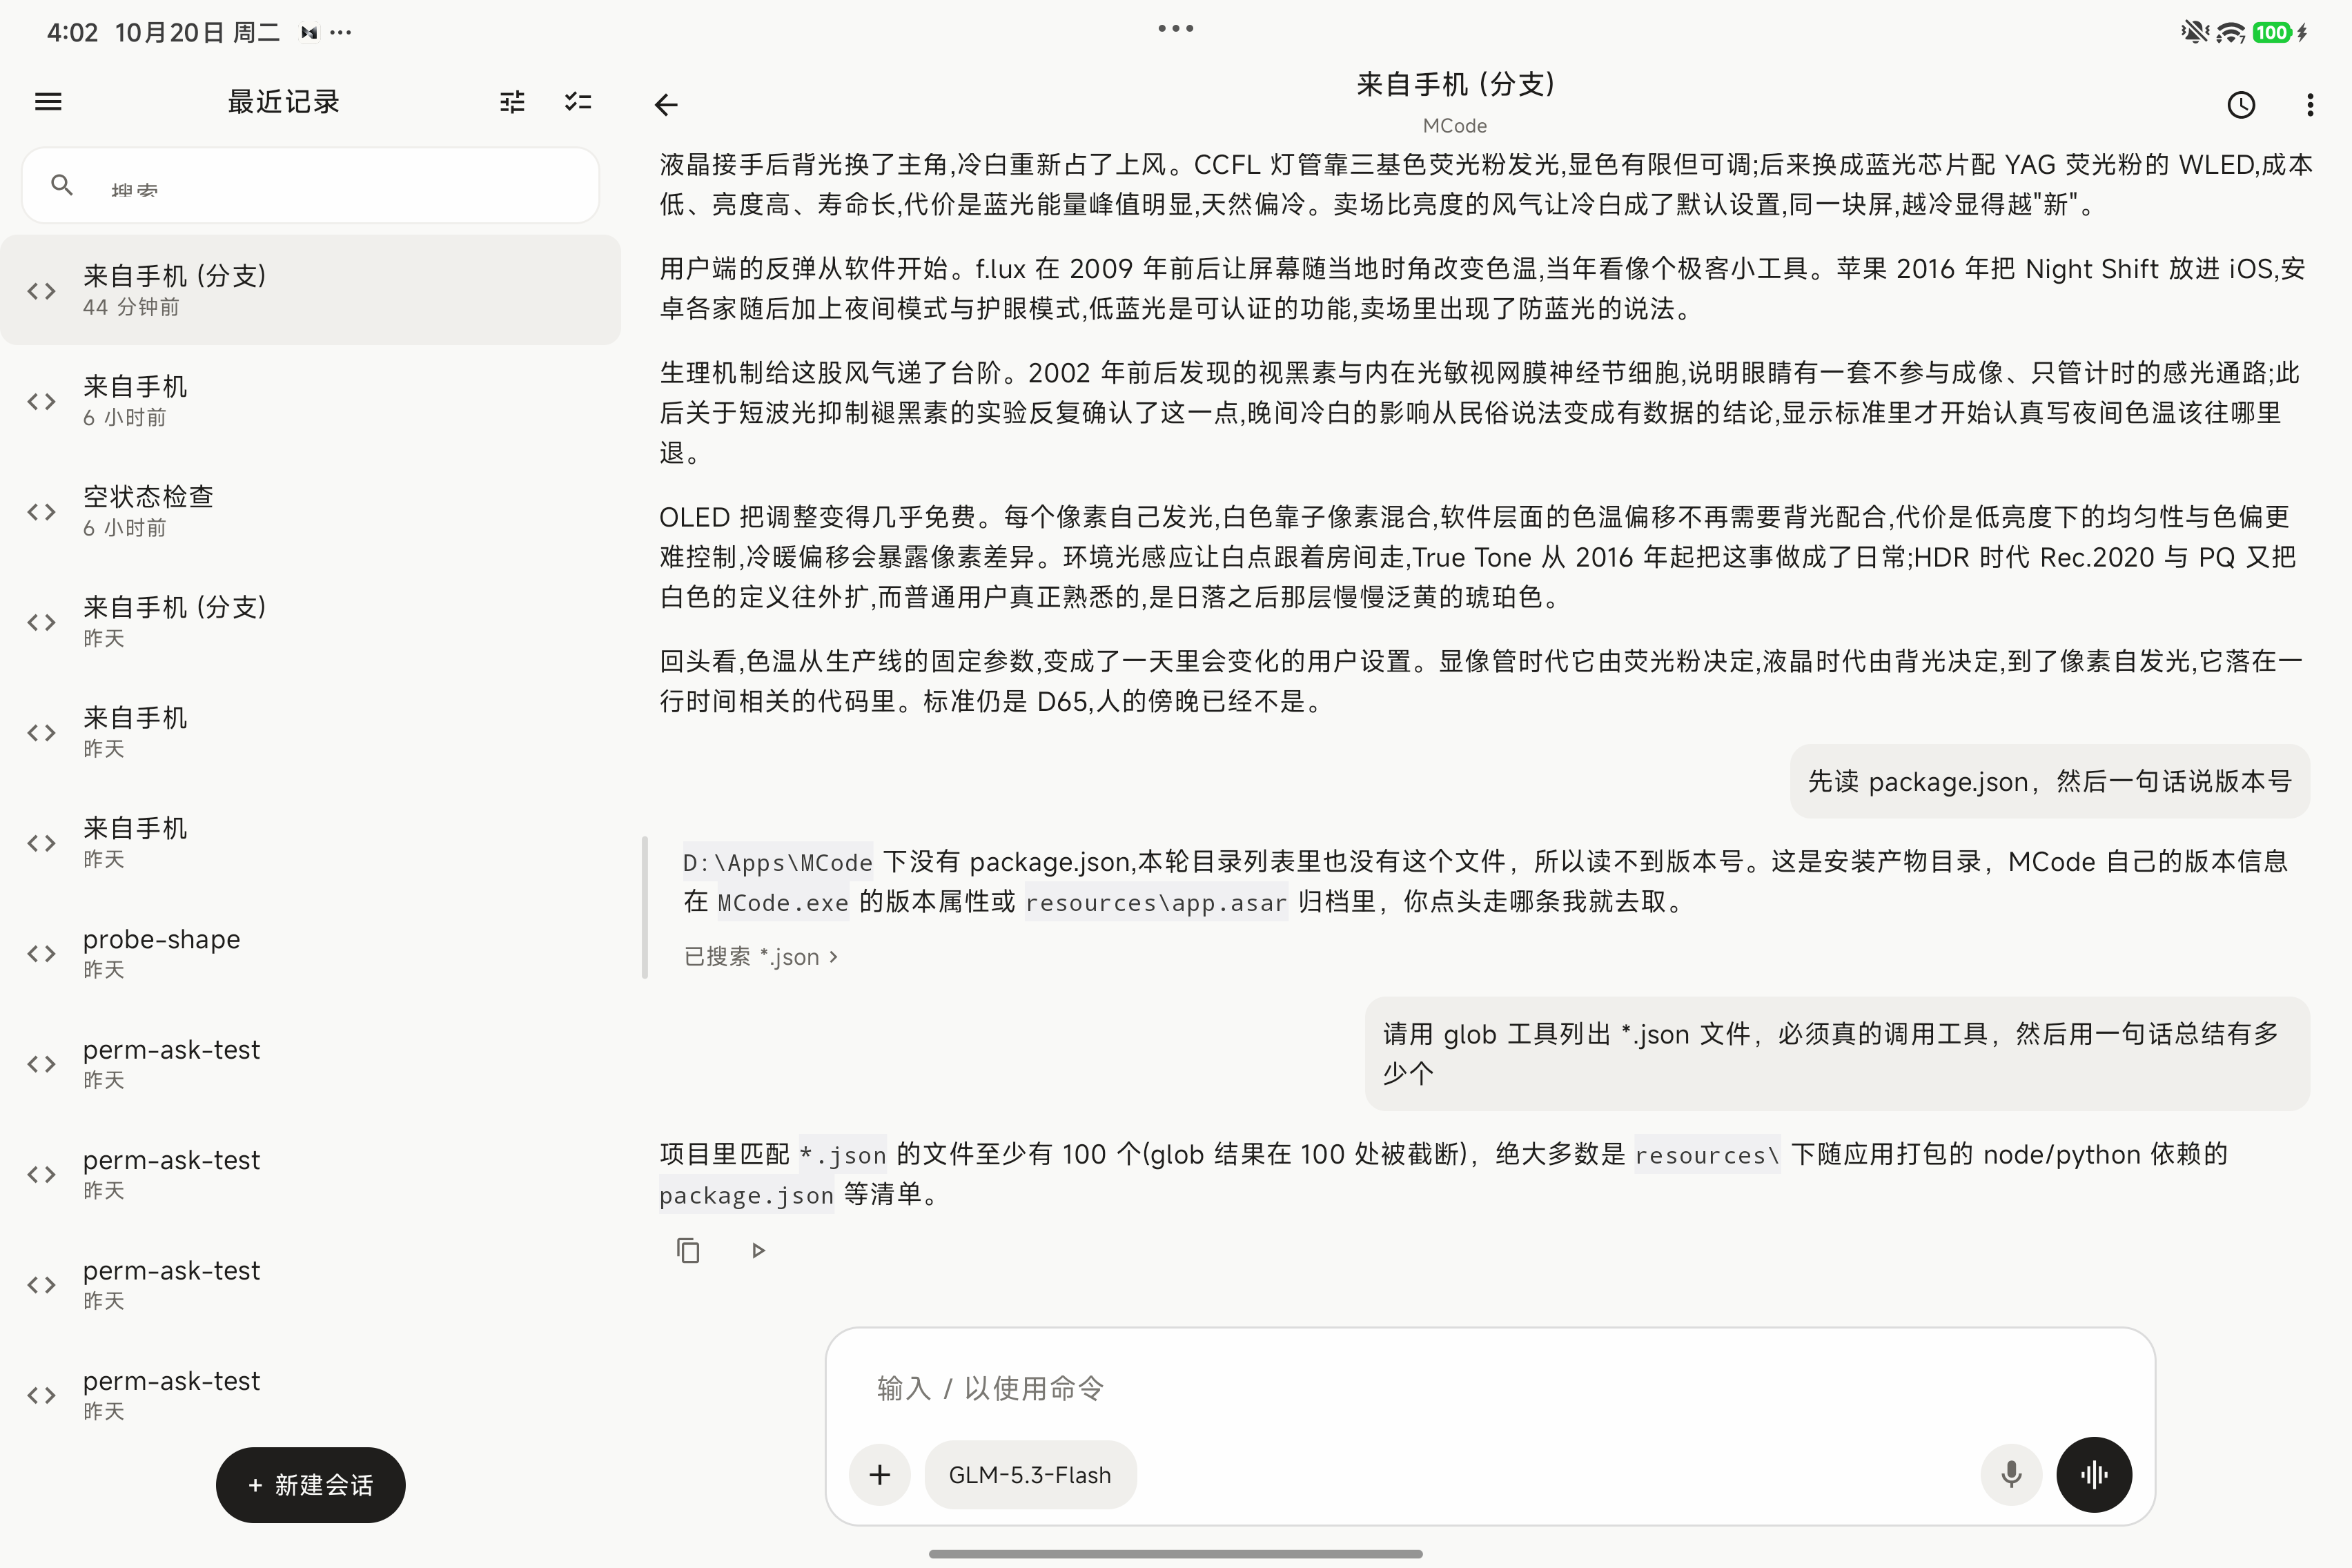 4:02 10月20日 周二
100
最近记录
搜索
来自手机 (分支)
44 分钟前
来自手机
6 小时前
空状态检查
6 小时前
来自手机 (分支)
昨天
来自手机
昨天
来自手机
昨天
probe-shape
昨天
perm-ask-test
昨天
perm-ask-test
昨天
perm-ask-test
昨天
perm-ask-test
昨天
+ 新建会话
来自手机 (分支)
MCode
液晶接手后背光换了主角,冷白重新占了上风。CCFL 灯管靠三基色荧光粉发光,显色有限但可调;后来换成蓝光芯片配 YAG 荧光粉的 WLED,成本
低、亮度高、寿命长,代价是蓝光能量峰值明显,天然偏冷。卖场比亮度的风气让冷白成了默认设置,同一块屏,越冷显得越"新"。
用户端的反弹从软件开始。f.lux 在 2009 年前后让屏幕随当地时角改变色温,当年看像个极客小工具。苹果 2016 年把 Night Shift 放进 iOS,安
卓各家随后加上夜间模式与护眼模式,低蓝光是可认证的功能,卖场里出现了防蓝光的说法。
生理机制给这股风气递了台阶。2002 年前后发现的视黑素与内在光敏视网膜神经节细胞,说明眼睛有一套不参与成像、只管计时的感光通路;此
后关于短波光抑制褪黑素的实验反复确认了这一点,晚间冷白的影响从民俗说法变成有数据的结论,显示标准里才开始认真写夜间色温该往哪里
退。
OLED 把调整变得几乎免费。每个像素自己发光,白色靠子像素混合,软件层面的色温偏移不再需要背光配合,代价是低亮度下的均匀性与色偏更
难控制,冷暖偏移会暴露像素差异。环境光感应让白点跟着房间走,True Tone 从 2016 年起把这事做成了日常;HDR 时代 Rec.2020 与 PQ 又把
白色的定义往外扩,而普通用户真正熟悉的,是日落之后那层慢慢泛黄的琥珀色。
回头看,色温从生产线的固定参数,变成了一天里会变化的用户设置。显像管时代它由荧光粉决定,液晶时代由背光决定,到了像素自发光,它落在一
行时间相关的代码里。标准仍是 D65,人的傍晚已经不是。
先读 package.json，然后一句话说版本号
D:\Apps\MCode 下没有 package.json,本轮目录列表里也没有这个文件，所以读不到版本号。这是安装产物目录，MCode 自己的版本信息
在 MCode.exe 的版本属性或 resources\app.asar 归档里，你点头走哪条我就去取。
已搜索 *.json
请用 glob 工具列出 *.json 文件，必须真的调用工具，然后用一句话总结有多
少个
项目里匹配 *.json 的文件至少有 100 个(glob 结果在 100 处被截断)，绝大多数是 resources\ 下随应用打包的 node/python 依赖的
package.json 等清单。
输入 / 以使用命令
GLM-5.3-Flash